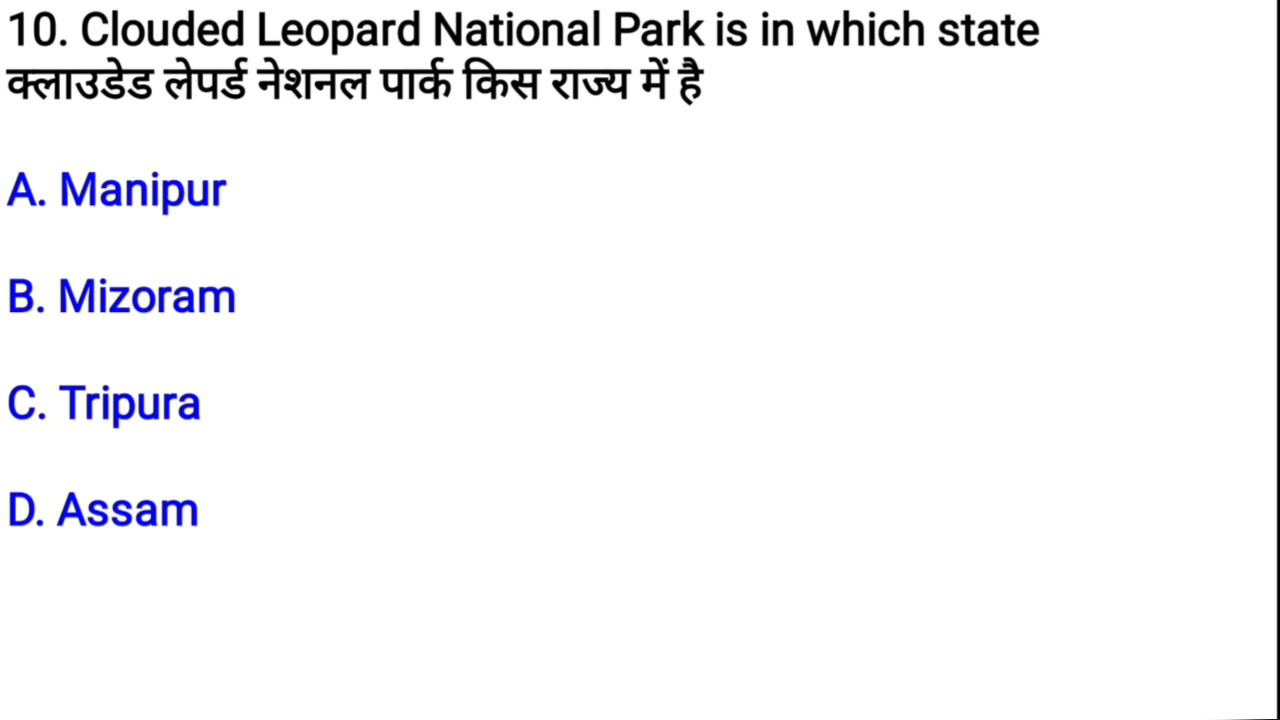 10. Clouded Leopard National Park is in which state
क्लाउडेड लेपर्ड नेशनल पार्क किस राज्य में है
A. Manipur
B. Mizoram
C. Tripura
D. Assam